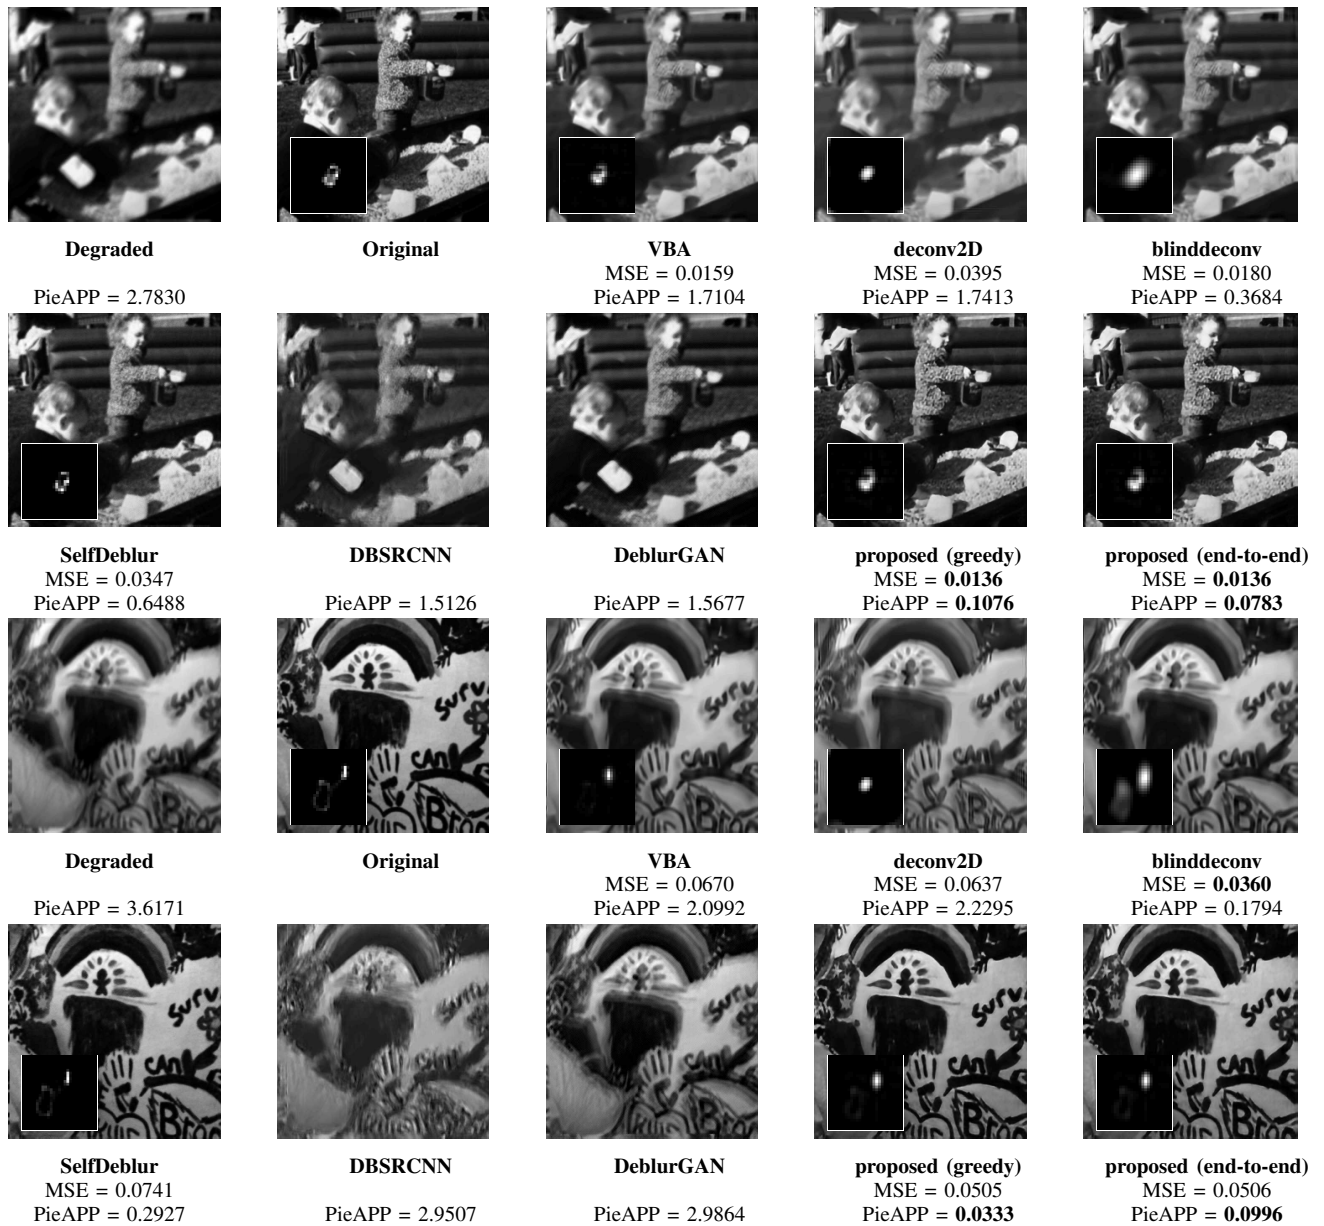 Degraded Original VBA deconv2D blinddeconv
MSE = 0.0159 MSE = 0.0395 MSE = 0.0180
PieAPP = 2.7830 PieAPP = 1.7104 PieAPP = 1.7413 PieAPP = 0.3684
SelfDeblur DBSRCNN DeblurGAN proposed (greedy) proposed (end-to-end)
MSE = 0.0347 MSE = 0.0136 MSE = 0.0136
PieAPP = 0.6488 PieAPP = 1.5126 PieAPP = 1.5677 PieAPP = 0.1076 PieAPP = 0.0783
Degraded Original VBA deconv2D blinddeconv
MSE = 0.0670 MSE = 0.0637 MSE = 0.0360
PieAPP = 3.6171 PieAPP = 2.0992 PieAPP = 2.2295 PieAPP = 0.1794
SelfDeblur DBSRCNN DeblurGAN proposed (greedy) proposed (end-to-end)
MSE = 0.0741 MSE = 0.0505 MSE = 0.0506
PieAPP = 0.2927 PieAPP = 2.9507 PieAPP = 2.9864 PieAPP = 0.0333 PieAPP = 0.0996